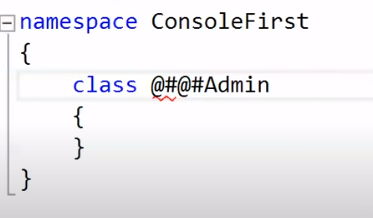 namespace ConsoleFirst
{
class @#@#Admin
{
}
}